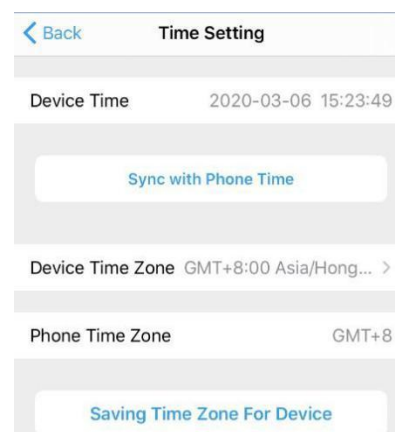 Back Time Setting
Device Time 2020-03-06 15:23:49
Sync with Phone Time
Device Time Zone GMT+8:00 Asia/Hong...
Phone Time Zone GMT+8
Saving Time Zone For Device